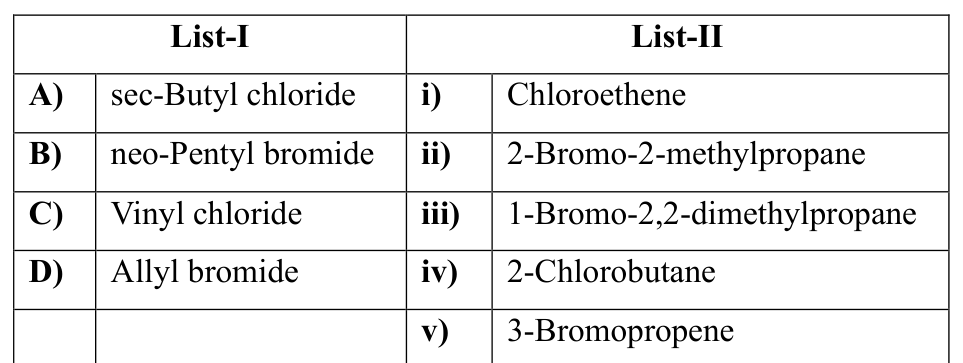 List-I List-II
A) sec-Butyl chloride i) Chloroethene
B) neo-Pentyl bromide ii) 2-Bromo-2-methylpropane
C) Vinyl chloride iii) 1-Bromo-2,2-dimethylpropane
D) Allyl bromide iv) 2-Chlorobutane
v) 3-Bromopropene